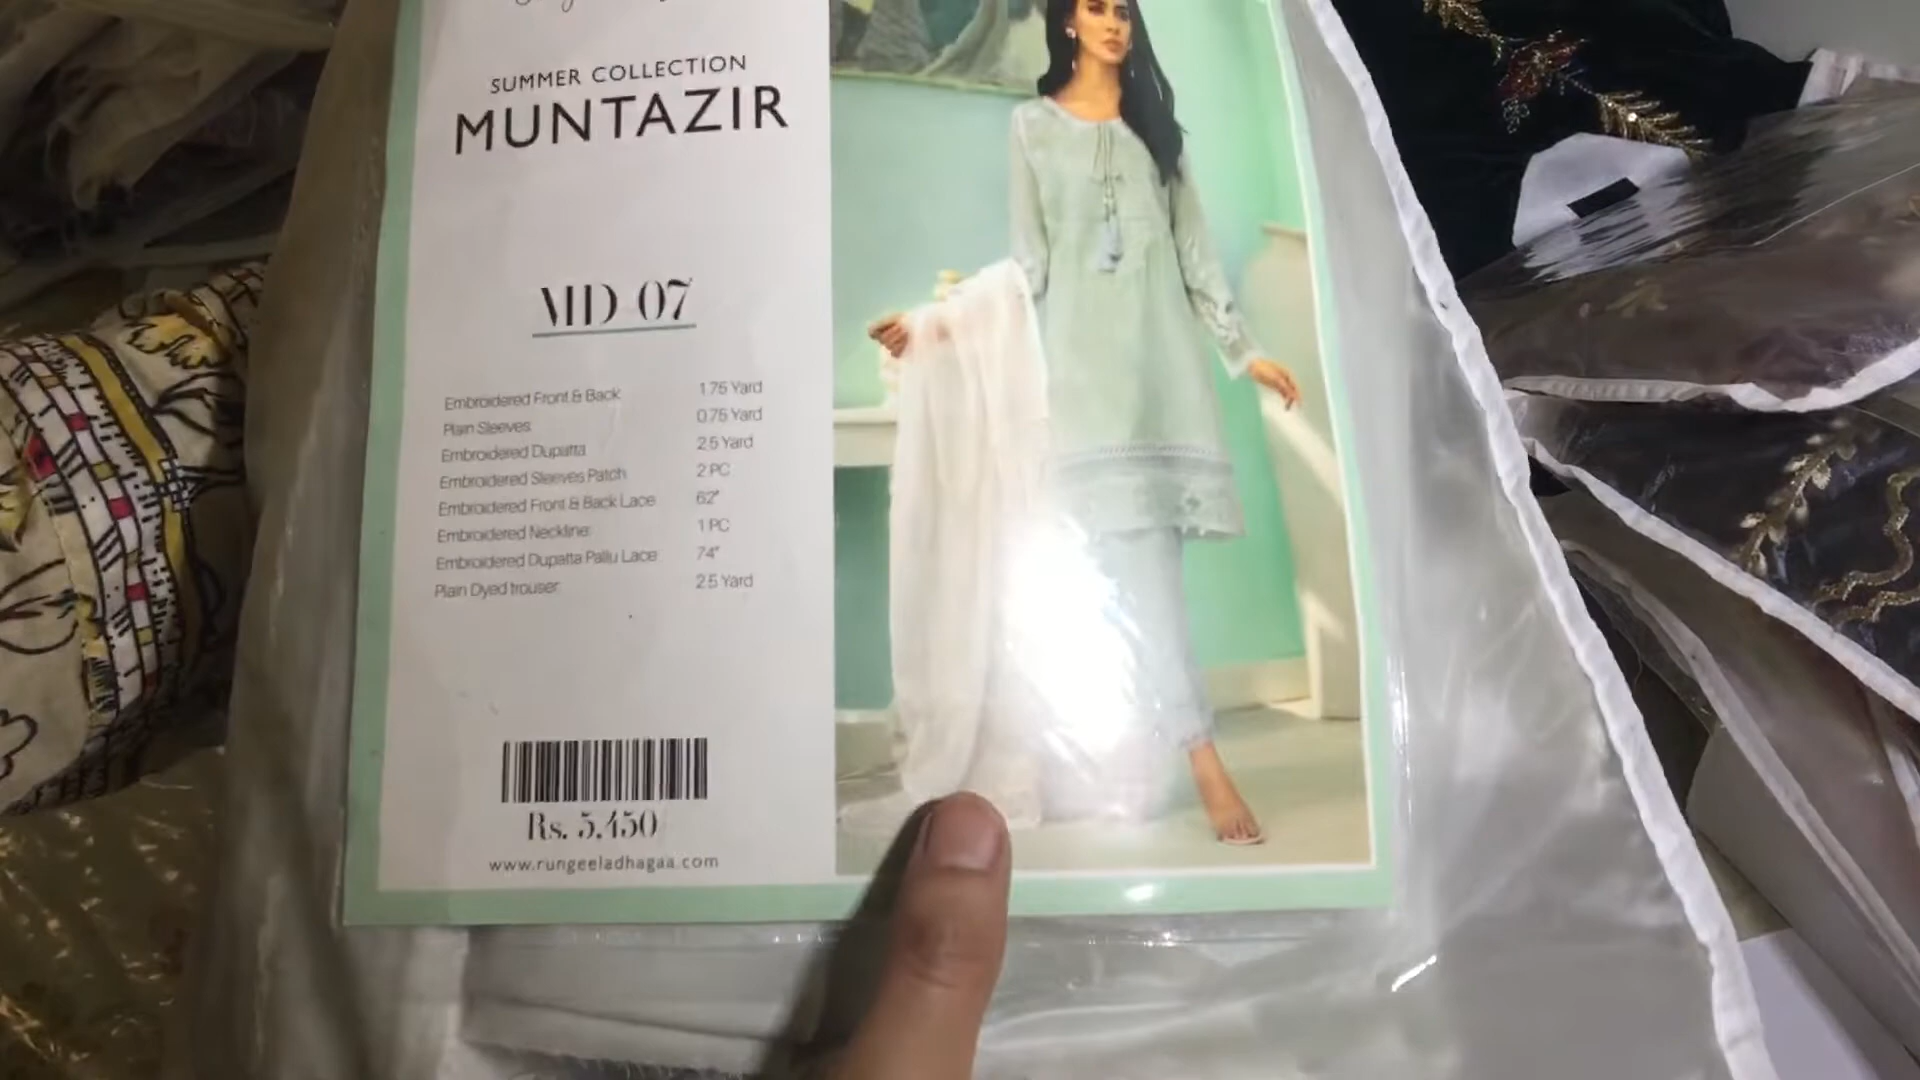 SUMMER COLLECTION
MUNTAZIR
MD 07
Embroidered Front & Back 1.75 Yard
Plain Sleeves 0.75 Yard
Embroidered Dupatta 2.5 Yard
Embroidered Sleeves Patch 2 PC
Embroidered Front & Back Lace 62"
Embroidered Neckline 1 PC
Embroidered Dupatta Pallu Lace 74"
Plain Dyed trouser 2.5 Yard
Rs. 5,450
www.rungeeladhagaa.com